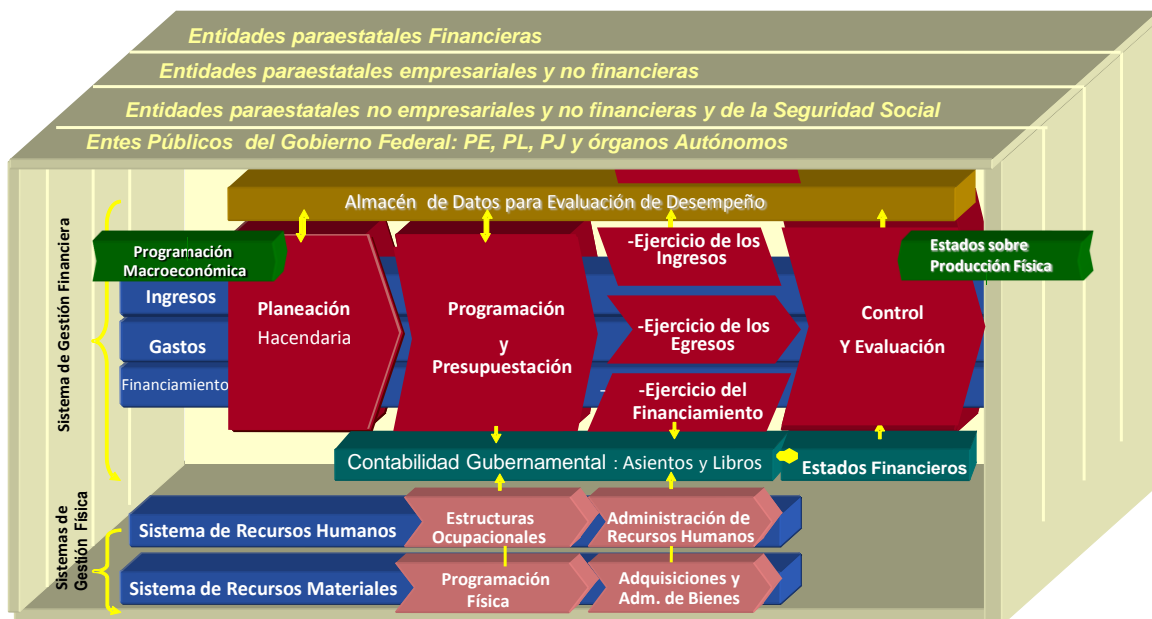 Entidades paraestatales Financieras
Entidades paraestatales empresariales y no financieras
Entidades paraestatales no empresariales y no financieras y de la Seguridad Social
Entes Públicos del Gobierno Federal: PE, PL, PJ y órganos Autónomos
Almacén de Datos para Evaluación de Desempeño
Sistema de Gestión Financiera
Programación
Macroeconómica
Ingresos
Gastos
Financiamiento
Planeación
Hacendaria
Programación
y
Presupuestación
-Ejercicio de los
Ingresos
-Ejercicio de los
Egresos
-Ejercicio del
Financiamiento
Control
Y Evaluación
Estados sobre
Producción Física
Contabilidad Gubernamental : Asientos y Libros
Estados Financieros
Sistemas de
Gestión Física
Sistema de Recursos Humanos
Estructuras
Ocupacionales
Administración de
Recursos Humanos
Sistema de Recursos Materiales
Programación
Física
Adquisiciones y
Adm. de Bienes